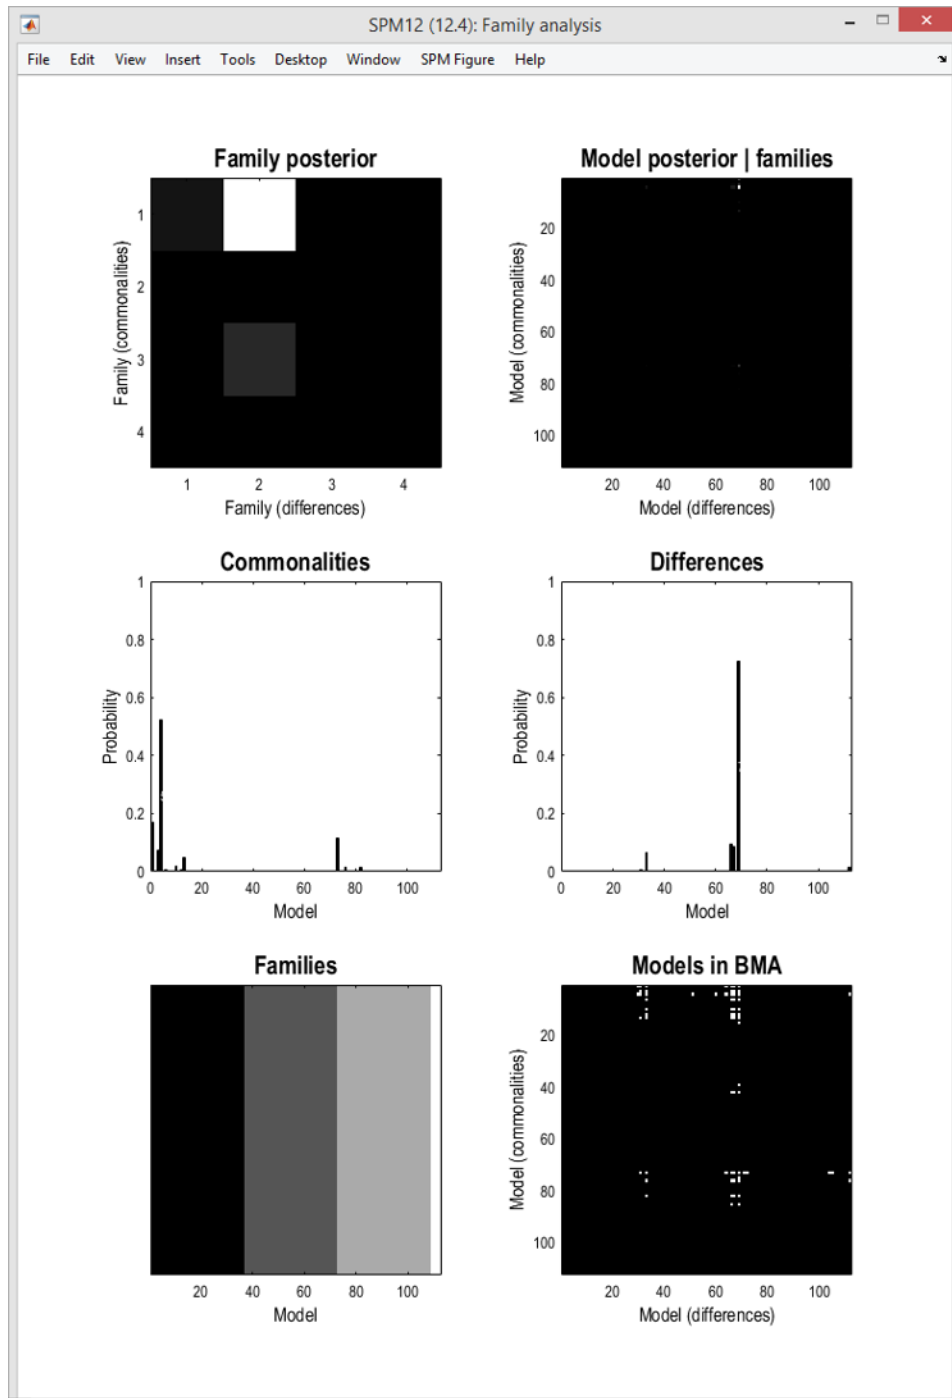 SPM12 (12.4): Family analysis
File Edit View Insert Tools Desktop Window SPM Figure Help
Family posterior
1
2
3
4
Family (commonalities)
1 2 3 4
Family (differences)
Model posterior | families
20
40
60
80
100
Model (commonalities)
20 40 60 80 100
Model (differences)
Commonalities
1
0.8
0.6
0.4
0.2
0
Probability
0 20 40 60 80 100
Model
Differences
1
0.8
0.6
0.4
0.2
0
Probability
0 20 40 60 80 100
Model
Families
20 40 60 80 100
Model
Models in BMA
20
40
60
80
100
Model (commonalities)
20 40 60 80 100
Model (differences)